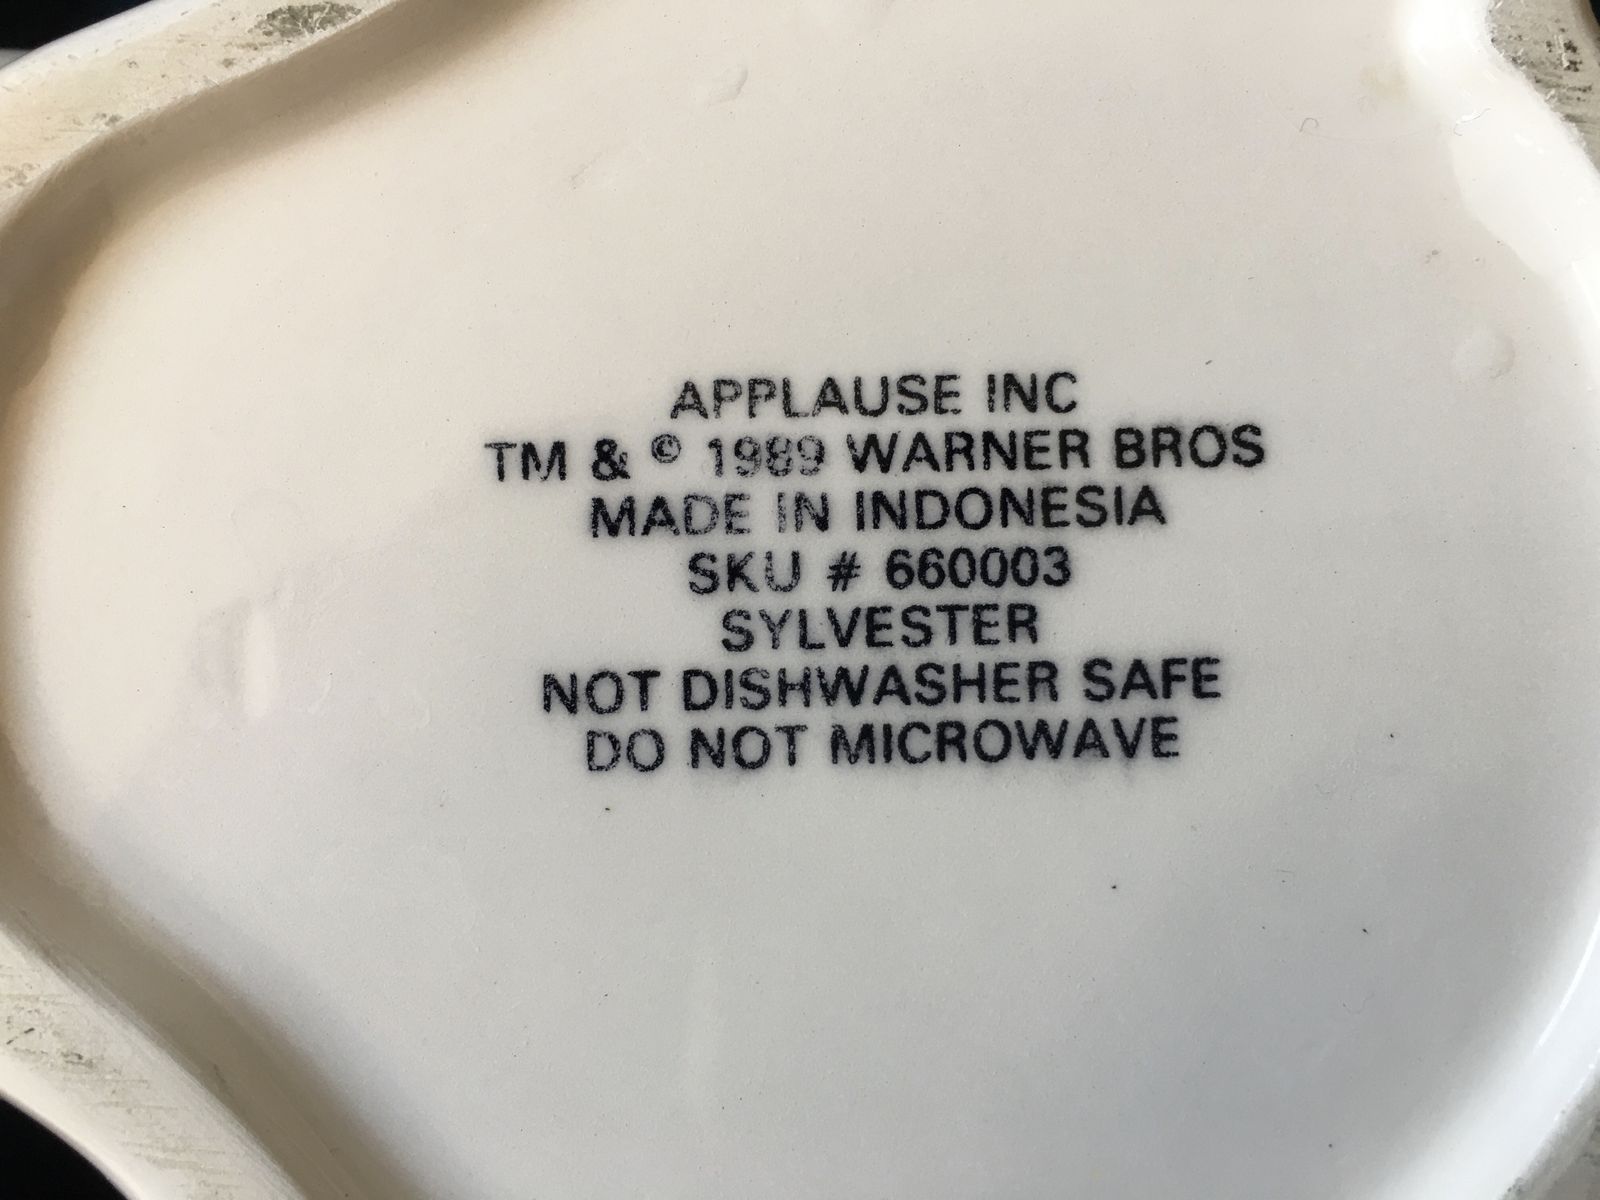 APPLAUSE INC
TM & © 1989 WARNER BROS
MADE IN INDONESIA
SKU # 660003
SYLVESTER
NOT DISHWASHER SAFE
DO NOT MICROWAVE